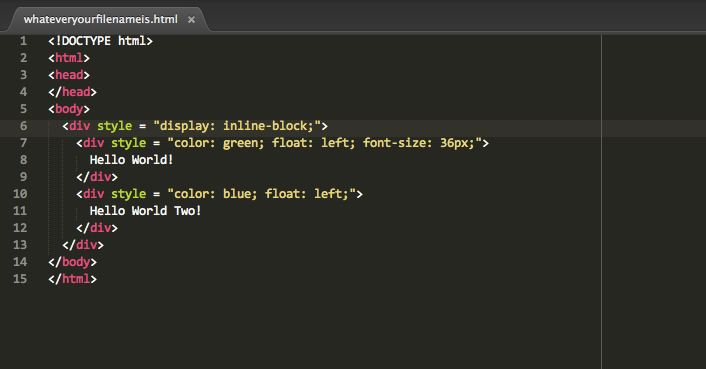 whateveryourfilenameis.html ×
1 <!DOCTYPE html>
2 <html>
3 <head>
4 </head>
5 <body>
6 <div style = "display: inline-block;">
7 <div style = "color: green; float: left; font-size: 36px;">
8 Hello World!
9 </div>
10 <div style = "color: blue; float: left;">
11 Hello World Two!
12 </div>
13 </div>
14 </body>
15 </html>